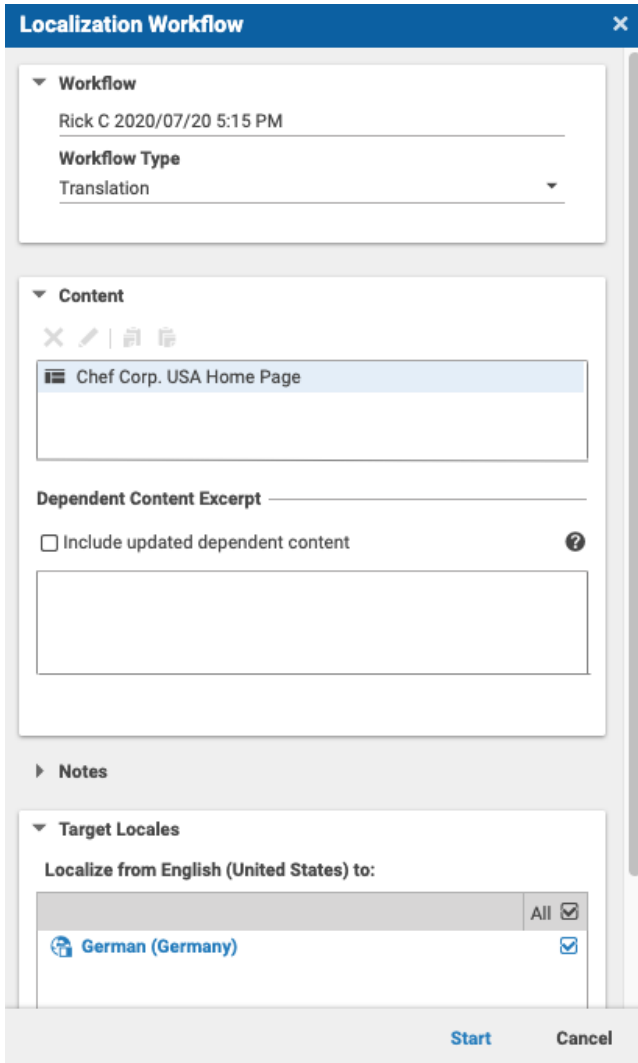 Localization Workflow
Workflow
Rick C 2020/07/20 5:15 PM
Workflow Type
Translation
Content
Chef Corp. USA Home Page
Dependent Content Excerpt
Include updated dependent content
Notes
Target Locales
Localize from English (United States) to:
All
German (Germany)
Start Cancel